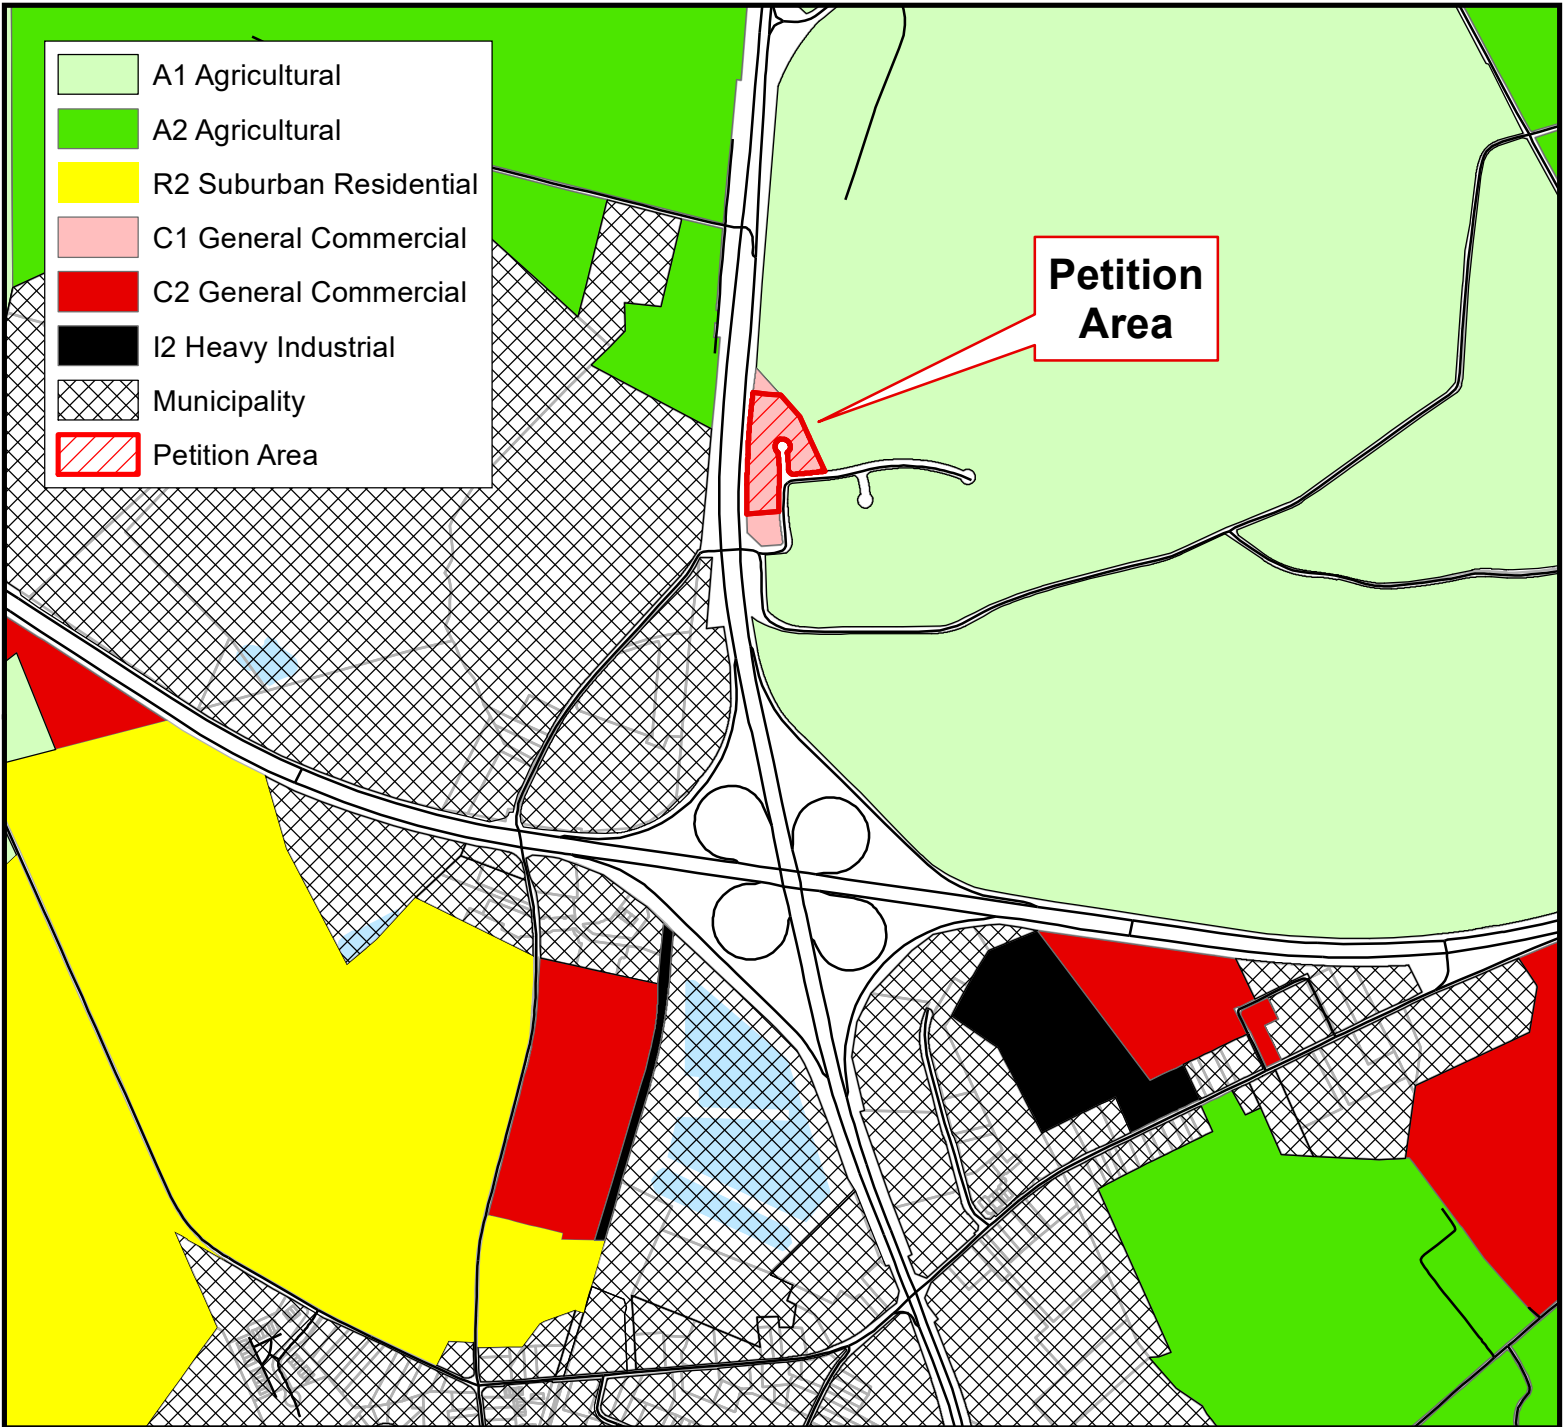 A1 Agricultural
A2 Agricultural
R2 Suburban Residential
C1 General Commercial
C2 General Commercial
I2 Heavy Industrial
Municipality
Petition Area
Petition
Area